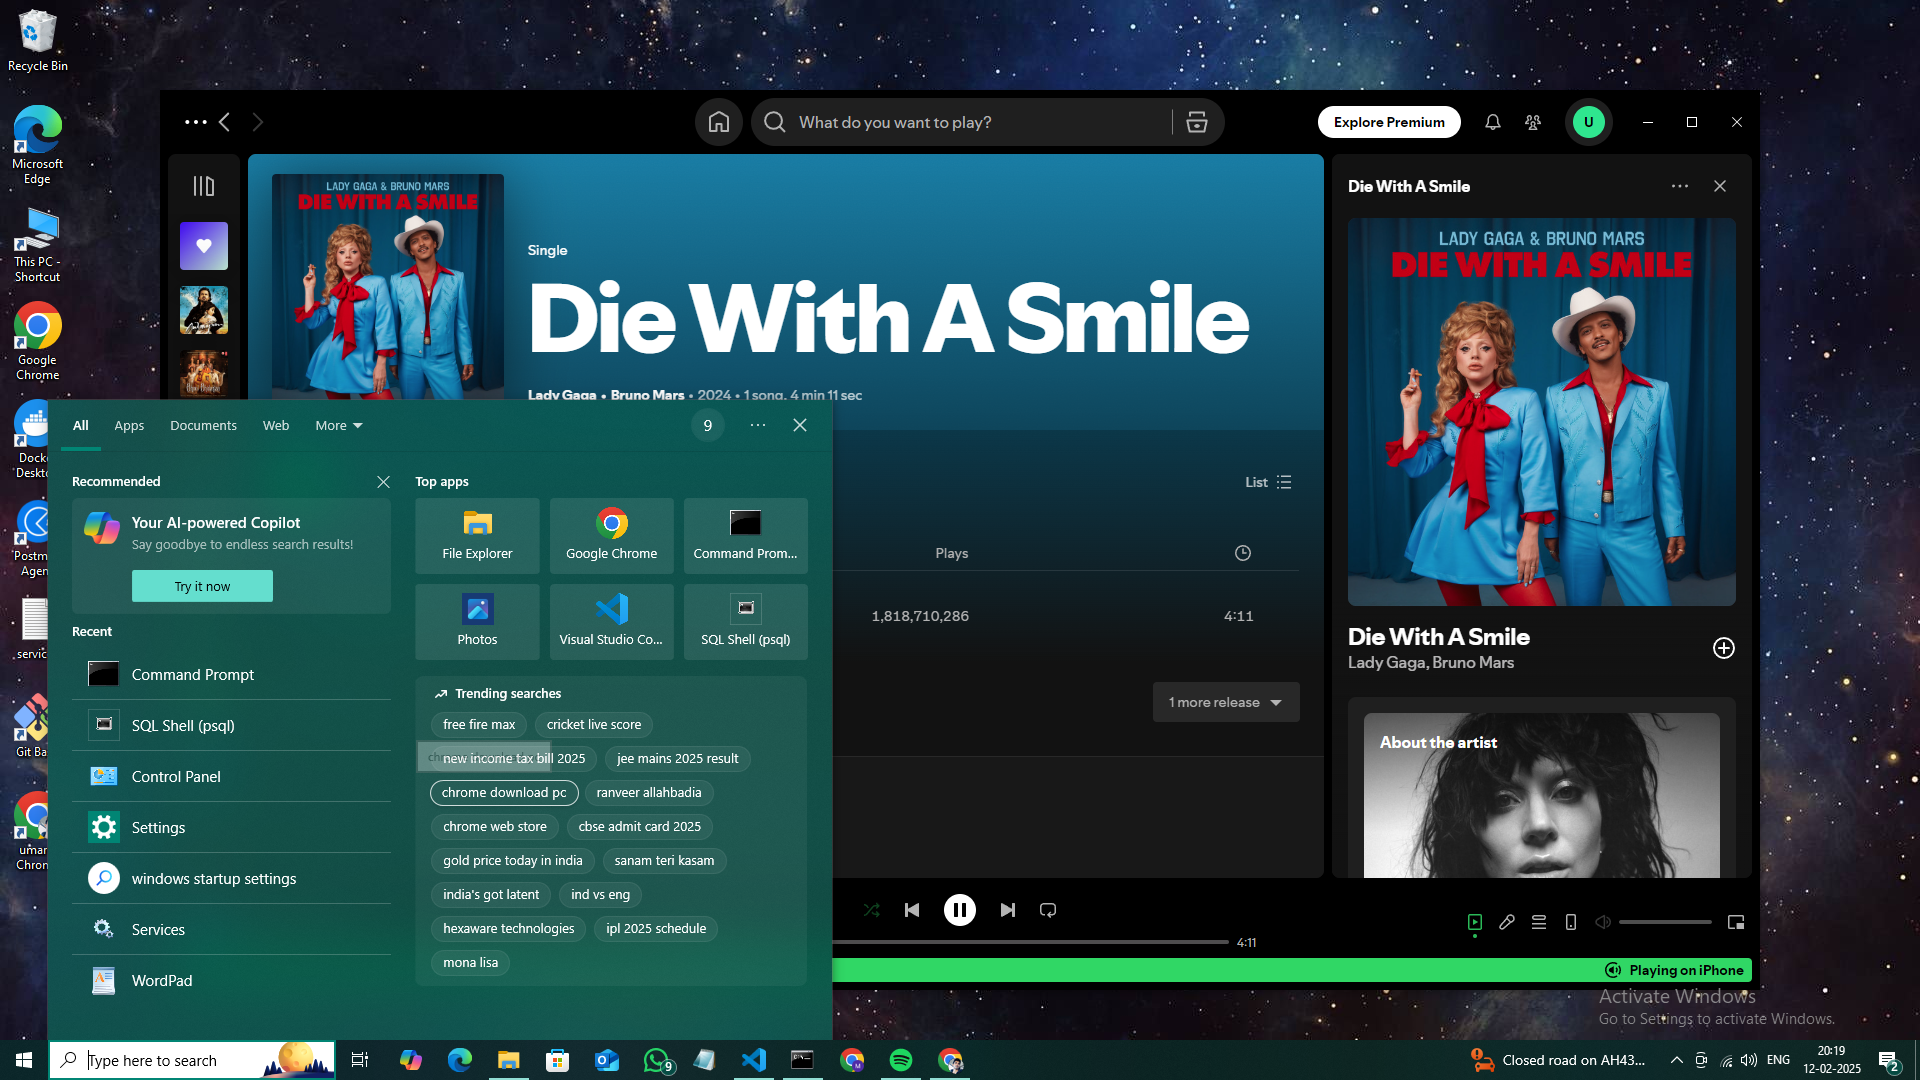 Recycle Bin
Microsoft
Edge
This PC -
Shortcut
Google
Chrome
Dock
Deskto
Postm
Agen
servic
Git Ba
umar
Chron
What do you want to play?
Explore Premium
U
LADY GAGA & BRUNO MARS
DIE WITH A SMILE
Single
Die With A Smile
Lady Gaga • Bruno Mars • 2024 • 1 song, 4 min 11 sec
List
Plays
1,818,710,286
4:11
1 more release
Die With A Smile
LADY GAGA & BRUNO MARS
DIE WITH A SMILE
Die With A Smile
Lady Gaga, Bruno Mars
About the artist
4:11
Playing on iPhone
Activate Windows
Go to Settings to activate Windows.
All
Apps
Documents
Web
More
9
Recommended
Your AI-powered Copilot
Say goodbye to endless search results!
Try it now
Recent
Command Prompt
SQL Shell (psql)
Control Panel
Settings
windows startup settings
Services
WordPad
Top apps
File Explorer
Google Chrome
Command Prom...
Photos
Visual Studio Co...
SQL Shell (psql)
Trending searches
free fire max
cricket live score
new income tax bill 2025
jee mains 2025 result
chrome download pc
ranveer allahbadia
chrome web store
cbse admit card 2025
gold price today in india
sanam teri kasam
india's got latent
ind vs eng
hexaware technologies
ipl 2025 schedule
mona lisa
Type here to search
9
Closed road on AH43...
ENG
20:19
12-02-2025
2